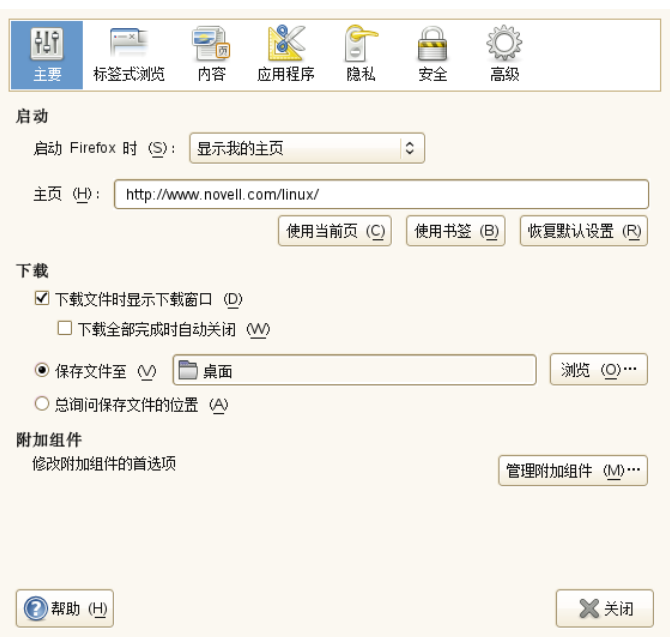 主要 标签式浏览 内容 应用程序 隐私 安全 高级
启动
启动 Firefox 时 (S): 显示我的主页
主页 (H): http://www.novell.com/linux/
使用当前页 (C) 使用书签 (B) 恢复默认设置 (R)
下载
下载文件时显示下载窗口 (D)
下载全部完成时自动关闭 (W)
保存文件至 (V) 桌面 浏览 (O)…
总询问保存文件的位置 (A)
附加组件
修改附加组件的首选项
管理附加组件 (M)…
帮助 (H) 关闭